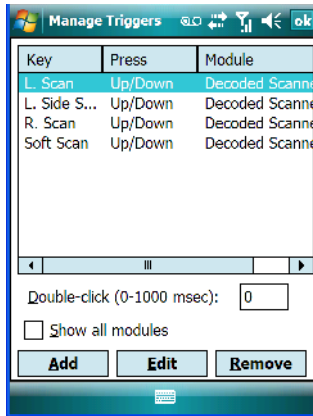 Manage Triggers ok
Key Press Module
L. Scan Up/Down Decoded Scanne
L. Side S... Up/Down Decoded Scanne
R. Scan Up/Down Decoded Scanne
Soft Scan Up/Down Decoded Scanne
Double-click (0-1000 msec): 0
Show all modules
Add Edit Remove